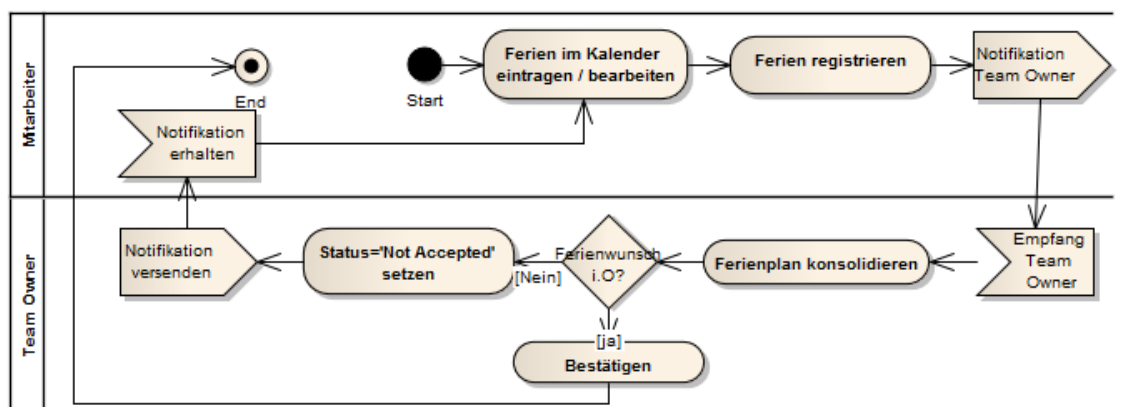 Mitarbeiter
End
Start
Ferien im Kalender
eintragen / bearbeiten
Ferien registrieren
Notifikation
Team Owner
Notifikation
erhalten
Team Owner
Notifikation
versenden
Status='Not Accepted'
setzen
[Nein]
Ferienwunsch
i.O?
Ferienplan konsolidieren
Empfang
Team
Owner
[ja]
Bestätigen